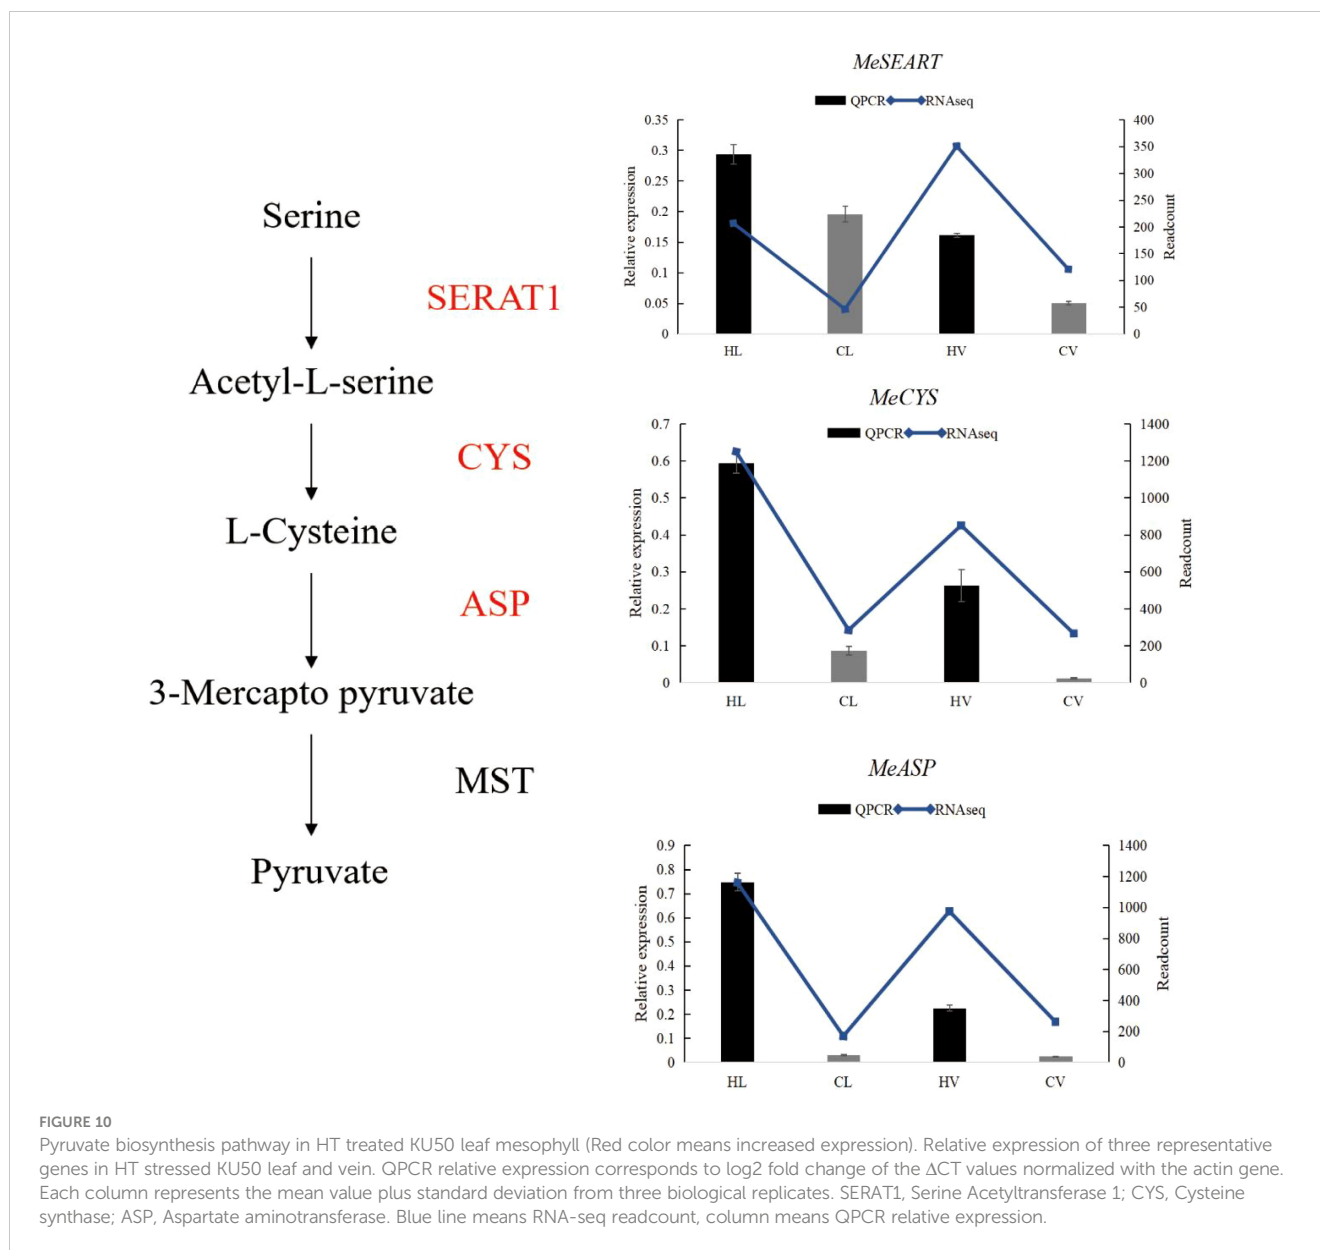 Serine
SERAT1
Acetyl-L-serine
CYS
L-Cysteine
ASP
3-Mercapto pyruvate
MST
Pyruvate
MeSEART
QPCR RNAseq
Relative expression
0.35
0.3
0.25
0.2
0.15
0.1
0.05
0
400
350
300
250
200
150
100
50
0
Readcount
HL CL HV CV
MeCYS
QPCR RNAseq
Relative expression
0.7
0.6
0.5
0.4
0.3
0.2
0.1
0
1400
1200
1000
800
600
400
200
0
Readcount
HL CL HV CV
MeASP
QPCR RNAseq
Relative expression
0.9
0.8
0.7
0.6
0.5
0.4
0.3
0.2
0.1
0
1400
1200
1000
800
600
400
200
0
Readcount
HL CL HV CV
FIGURE 10
Pyruvate biosynthesis pathway in HT treated KU50 leaf mesophyll (Red color means increased expression). Relative expression of three representative
genes in HT stressed KU50 leaf and vein. QPCR relative expression corresponds to log2 fold change of the ΔCT values normalized with the actin gene.
Each column represents the mean value plus standard deviation from three biological replicates. SERAT1, Serine Acetyltransferase 1; CYS, Cysteine
synthase; ASP, Aspartate aminotransferase. Blue line means RNA-seq readcount, column means QPCR relative expression.